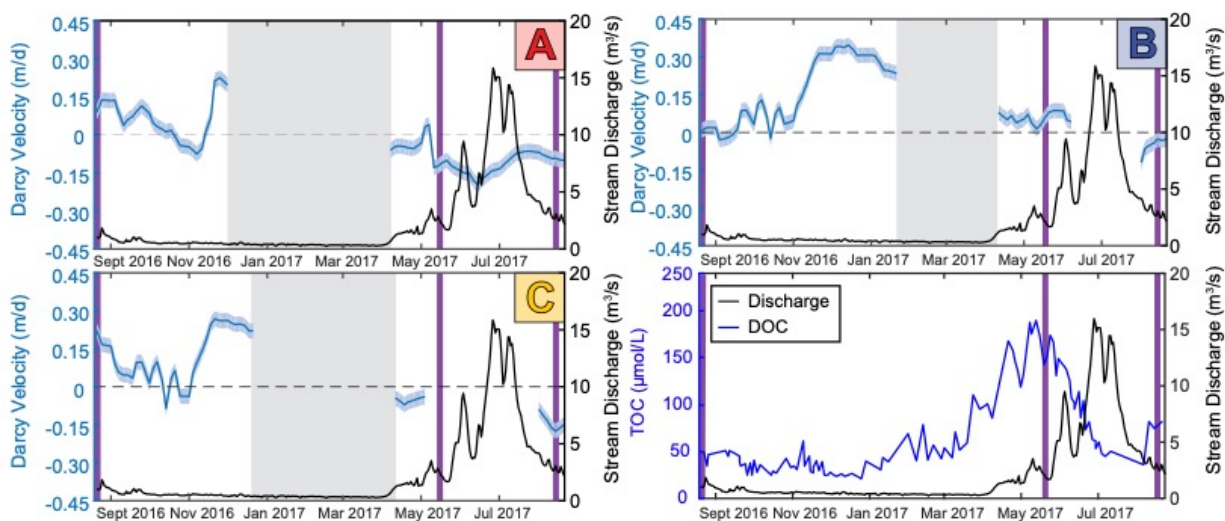 A
Darcy Velocity (m/d)
0.45
0.30
0.15
0
-0.15
-0.30
-0.45
Stream Discharge (m³/s)
20
15
10
5
0
Sept 2016 Nov 2016 Jan 2017 Mar 2017 May 2017 Jul 2017
B
Darcy Velocity (m/d)
0.45
0.30
0.15
0
-0.15
-0.30
-0.45
Stream Discharge (m³/s)
20
15
10
5
0
Sept 2016 Nov 2016 Jan 2017 Mar 2017 May 2017 Jul 2017
C
Darcy Velocity (m/d)
0.45
0.30
0.15
0
-0.15
-0.30
-0.45
Stream Discharge (m³/s)
20
15
10
5
0
Sept 2016 Nov 2016 Jan 2017 Mar 2017 May 2017 Jul 2017
Discharge
DOC
TOC (µmol/L)
250
200
150
100
50
0
Stream Discharge (m³/s)
20
15
10
5
0
Sept 2016 Nov 2016 Jan 2017 Mar 2017 May 2017 Jul 2017